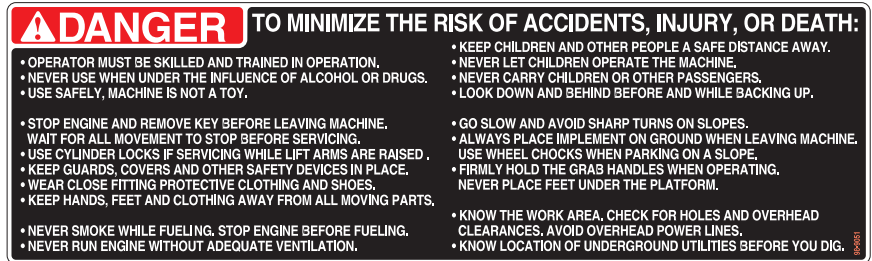 DANGER TO MINIMIZE THE RISK OF ACCIDENTS, INJURY, OR DEATH:
• OPERATOR MUST BE SKILLED AND TRAINED IN OPERATION.
• NEVER USE WHEN UNDER THE INFLUENCE OF ALCOHOL OR DRUGS.
• USE SAFELY, MACHINE IS NOT A TOY.
• STOP ENGINE AND REMOVE KEY BEFORE LEAVING MACHINE.
WAIT FOR ALL MOVEMENT TO STOP BEFORE SERVICING.
• USE CYLINDER LOCKS IF SERVICING WHILE LIFT ARMS ARE RAISED .
• KEEP GUARDS, COVERS AND OTHER SAFETY DEVICES IN PLACE.
• WEAR CLOSE FITTING PROTECTIVE CLOTHING AND SHOES.
• KEEP HANDS, FEET AND CLOTHING AWAY FROM ALL MOVING PARTS.
• NEVER SMOKE WHILE FUELING. STOP ENGINE BEFORE FUELING.
• NEVER RUN ENGINE WITHOUT ADEQUATE VENTILATION.
• KEEP CHILDREN AND OTHER PEOPLE A SAFE DISTANCE AWAY.
• NEVER LET CHILDREN OPERATE THE MACHINE.
• NEVER CARRY CHILDREN OR OTHER PASSENGERS.
• LOOK DOWN AND BEHIND BEFORE AND WHILE BACKING UP.
• GO SLOW AND AVOID SHARP TURNS ON SLOPES.
• ALWAYS PLACE IMPLEMENT ON GROUND WHEN LEAVING MACHINE.
USE WHEEL CHOCKS WHEN PARKING ON A SLOPE.
• FIRMLY HOLD THE GRAB HANDLES WHEN OPERATING.
NEVER PLACE FEET UNDER THE PLATFORM.
• KNOW THE WORK AREA. CHECK FOR HOLES AND OVERHEAD
CLEARANCES. AVOID OVERHEAD POWER LINES.
• KNOW LOCATION OF UNDERGROUND UTILITIES BEFORE YOU DIG.